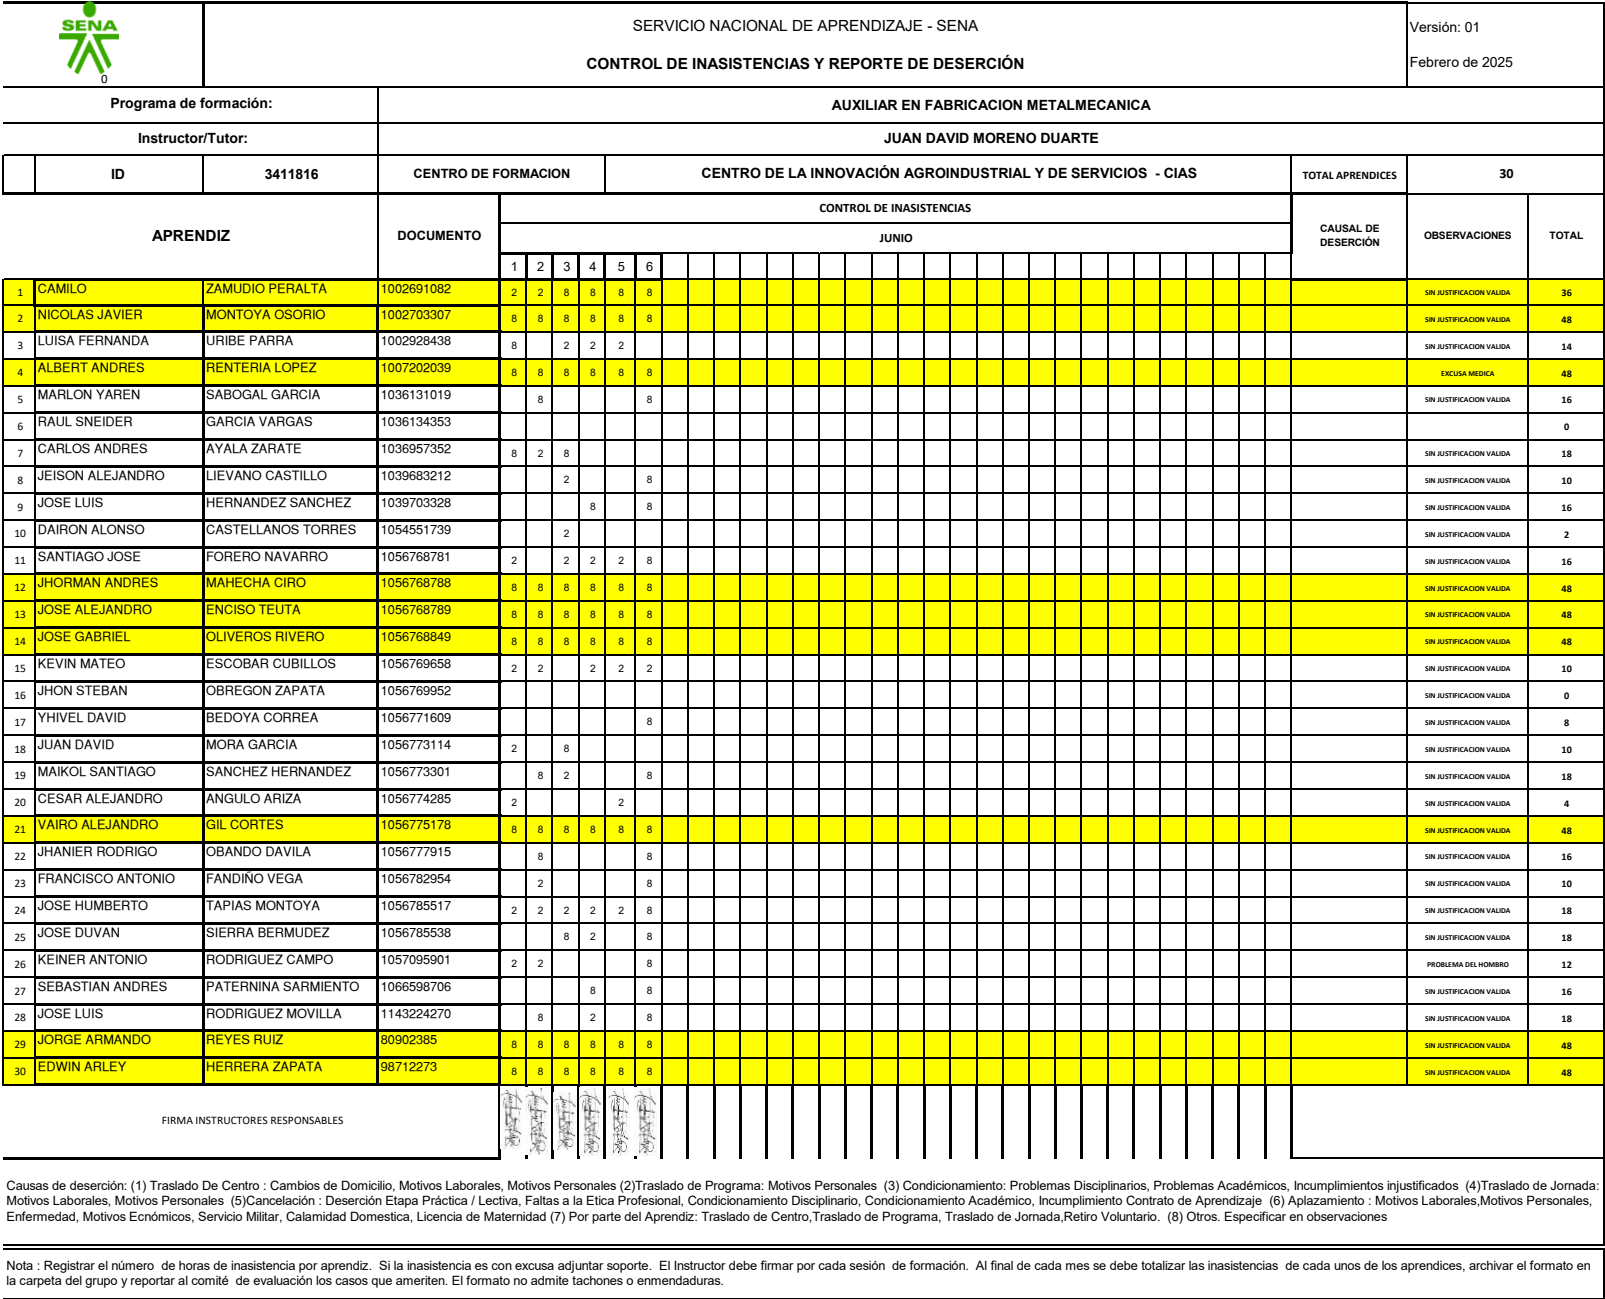 SENA
0
SERVICIO NACIONAL DE APRENDIZAJE - SENA
CONTROL DE INASISTENCIAS Y REPORTE DE DESERCIÓN
Versión: 01
Febrero de 2025
Programa de formación: AUXILIAR EN FABRICACION METALMECANICA
Instructor/Tutor: JUAN DAVID MORENO DUARTE
ID 3411816 CENTRO DE FORMACION CENTRO DE LA INNOVACIÓN AGROINDUSTRIAL Y DE SERVICIOS - CIAS TOTAL APRENDICES 30
APRENDIZ DOCUMENTO CONTROL DE INASISTENCIAS CAUSAL DE DESERCIÓN OBSERVACIONES TOTAL
JUNIO
1 2 3 4 5 6
1 CAMILO ZAMUDIO PERALTA 1002691082 2 2 8 8 8 8 SIN JUSTIFICACION VALIDA 36
2 NICOLAS JAVIER MONTOYA OSORIO 1002703307 8 8 8 8 8 8 SIN JUSTIFICACION VALIDA 48
3 LUISA FERNANDA URIBE PARRA 1002928438 8 2 2 2 SIN JUSTIFICACION VALIDA 14
4 ALBERT ANDRES RENTERIA LOPEZ 1007202039 8 8 8 8 8 8 EXCUSA MEDICA 48
5 MARLON YAREN SABOGAL GARCIA 1036131019 8 8 SIN JUSTIFICACION VALIDA 16
6 RAUL SNEIDER GARCIA VARGAS 1036134353 0
7 CARLOS ANDRES AYALA ZARATE 1036957352 8 2 8 SIN JUSTIFICACION VALIDA 18
8 JEISON ALEJANDRO LIEVANO CASTILLO 1039683212 2 8 SIN JUSTIFICACION VALIDA 10
9 JOSE LUIS HERNANDEZ SANCHEZ 1039703328 8 8 SIN JUSTIFICACION VALIDA 16
10 DAIRON ALONSO CASTELLANOS TORRES 1054551739 2 SIN JUSTIFICACION VALIDA 2
11 SANTIAGO JOSE FORERO NAVARRO 1056768781 2 2 2 2 8 SIN JUSTIFICACION VALIDA 16
12 JHORMAN ANDRES MAHECHA CIRO 1056768788 8 8 8 8 8 8 SIN JUSTIFICACION VALIDA 48
13 JOSE ALEJANDRO ENCISO TEUTA 1056768789 8 8 8 8 8 8 SIN JUSTIFICACION VALIDA 48
14 JOSE GABRIEL OLIVEROS RIVERO 1056768849 8 8 8 8 8 8 SIN JUSTIFICACION VALIDA 48
15 KEVIN MATEO ESCOBAR CUBILLOS 1056769658 2 2 2 2 2 SIN JUSTIFICACION VALIDA 10
16 JHON STEBAN OBREGON ZAPATA 1056769952 SIN JUSTIFICACION VALIDA 0
17 YHIVEL DAVID BEDOYA CORREA 1056771609 8 SIN JUSTIFICACION VALIDA 8
18 JUAN DAVID MORA GARCIA 1056773114 2 8 SIN JUSTIFICACION VALIDA 10
19 MAIKOL SANTIAGO SANCHEZ HERNANDEZ 1056773301 8 2 8 SIN JUSTIFICACION VALIDA 18
20 CESAR ALEJANDRO ANGULO ARIZA 1056774285 2 2 SIN JUSTIFICACION VALIDA 4
21 VAIRO ALEJANDRO GIL CORTES 1056775178 8 8 8 8 8 8 SIN JUSTIFICACION VALIDA 48
22 JHANIER RODRIGO OBANDO DAVILA 1056777915 8 8 SIN JUSTIFICACION VALIDA 16
23 FRANCISCO ANTONIO FANDIÑO VEGA 1056782954 2 8 SIN JUSTIFICACION VALIDA 10
24 JOSE HUMBERTO TAPIAS MONTOYA 1056785517 2 2 2 2 2 8 SIN JUSTIFICACION VALIDA 18
25 JOSE DUVAN SIERRA BERMUDEZ 1056785538 8 2 8 SIN JUSTIFICACION VALIDA 18
26 KEINER ANTONIO RODRIGUEZ CAMPO 1057095901 2 2 8 PROBLEMA DEL HOMBRO 12
27 SEBASTIAN ANDRES PATERNINA SARMIENTO 1066598706 8 8 SIN JUSTIFICACION VALIDA 16
28 JOSE LUIS RODRIGUEZ MOVILLA 1143224270 8 2 8 SIN JUSTIFICACION VALIDA 18
29 JORGE ARMANDO REYES RUIZ 80902385 8 8 8 8 8 8 SIN JUSTIFICACION VALIDA 48
30 EDWIN ARLEY HERRERA ZAPATA 98712273 8 8 8 8 8 8 SIN JUSTIFICACION VALIDA 48
FIRMA INSTRUCTORES RESPONSABLES
Causas de deserción: (1) Traslado De Centro : Cambios de Domicilio, Motivos Laborales, Motivos Personales (2)Traslado de Programa: Motivos Personales (3) Condicionamiento: Problemas Disciplinarios, Problemas Académicos, Incumplimientos injustificados (4)Traslado de Jornada:
Motivos Laborales, Motivos Personales (5)Cancelación : Deserción Etapa Práctica / Lectiva, Faltas a la Etica Profesional, Condicionamiento Disciplinario, Condicionamiento Académico, Incumplimiento Contrato de Aprendizaje (6) Aplazamiento : Motivos Laborales,Motivos Personales,
Enfermedad, Motivos Ecnómicos, Servicio Militar, Calamidad Domestica, Licencia de Maternidad (7) Por parte del Aprendiz: Traslado de Centro,Traslado de Programa, Traslado de Jornada,Retiro Voluntario. (8) Otros. Especificar en observaciones
Nota : Registrar el número de horas de inasistencia por aprendiz. Si la inasistencia es con excusa adjuntar soporte. El Instructor debe firmar por cada sesión de formación. Al final de cada mes se debe totalizar las inasistencias de cada unos de los aprendices, archivar el formato en
la carpeta del grupo y reportar al comité de evaluación los casos que ameriten. El formato no admite tachones o enmendaduras.